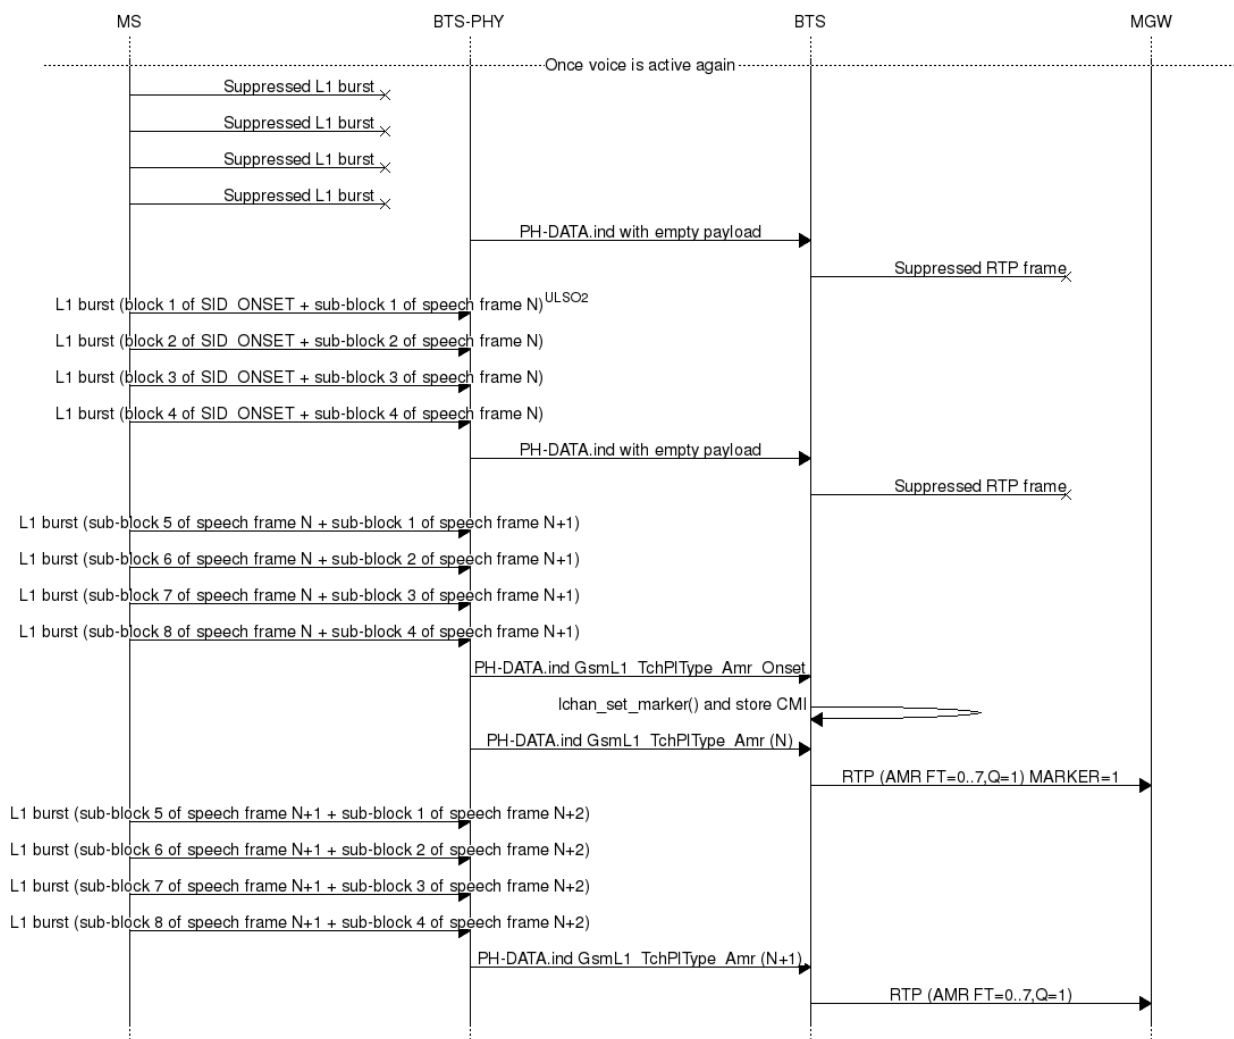 MS BTS-PHY BTS MGW
Once voice is active again
Suppressed L1 burst
Suppressed L1 burst
Suppressed L1 burst
Suppressed L1 burst
PH-DATA.ind with empty payload
Suppressed RTP frame
L1 burst (block 1 of SID_ONSET + sub-block 1 of speech frame N)ULSO2
L1 burst (block 2 of SID_ONSET + sub-block 2 of speech frame N)
L1 burst (block 3 of SID_ONSET + sub-block 3 of speech frame N)
L1 burst (block 4 of SID_ONSET + sub-block 4 of speech frame N)
PH-DATA.ind with empty payload
Suppressed RTP frame
L1 burst (sub-block 5 of speech frame N + sub-block 1 of speech frame N+1)
L1 burst (sub-block 6 of speech frame N + sub-block 2 of speech frame N+1)
L1 burst (sub-block 7 of speech frame N + sub-block 3 of speech frame N+1)
L1 burst (sub-block 8 of speech frame N + sub-block 4 of speech frame N+1)
PH-DATA.ind GsmL1_TchPlType_Amr_Onset
lchan_set_marker() and store CMI
PH-DATA.ind GsmL1_TchPlType_Amr (N)
RTP (AMR FT=0..7,Q=1) MARKER=1
L1 burst (sub-block 5 of speech frame N+1 + sub-block 1 of speech frame N+2)
L1 burst (sub-block 6 of speech frame N+1 + sub-block 2 of speech frame N+2)
L1 burst (sub-block 7 of speech frame N+1 + sub-block 3 of speech frame N+2)
L1 burst (sub-block 8 of speech frame N+1 + sub-block 4 of speech frame N+2)
PH-DATA.ind GsmL1_TchPlType_Amr (N+1)
RTP (AMR FT=0..7,Q=1)